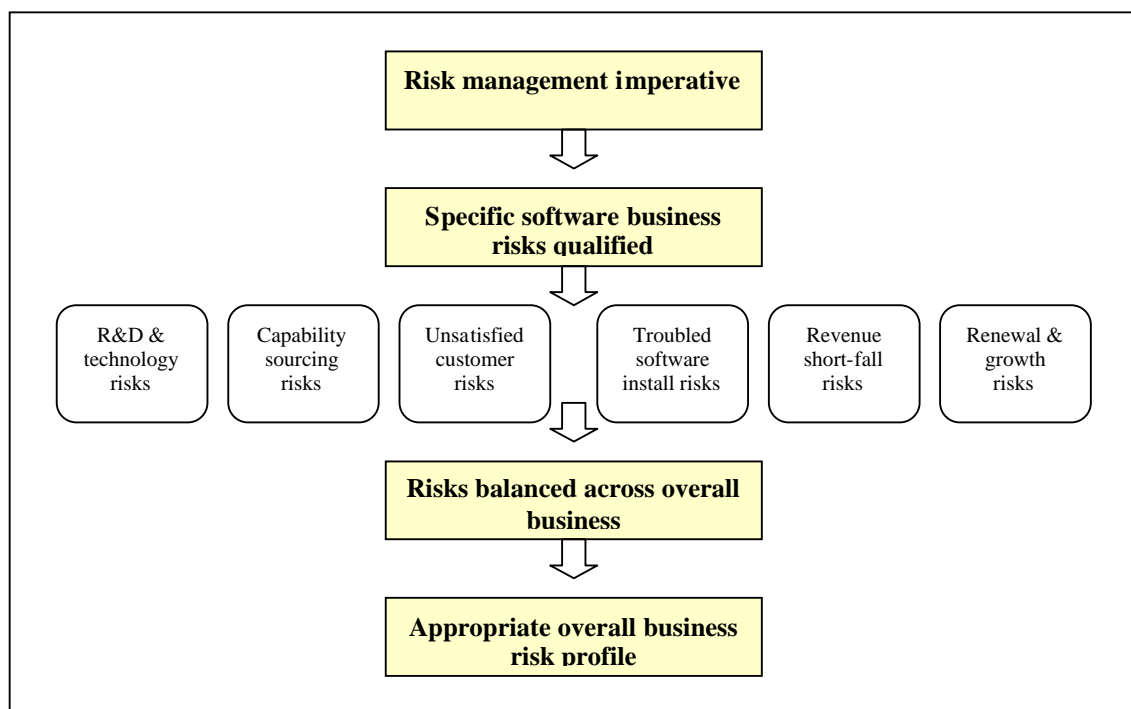 Risk management imperative
Specific software business
risks qualified
R&D &
technology
risks
Capability
sourcing
risks
Unsatisfied
customer
risks
Troubled
software
install risks
Revenue
short-fall
risks
Renewal &
growth
risks
Risks balanced across overall
business
Appropriate overall business
risk profile